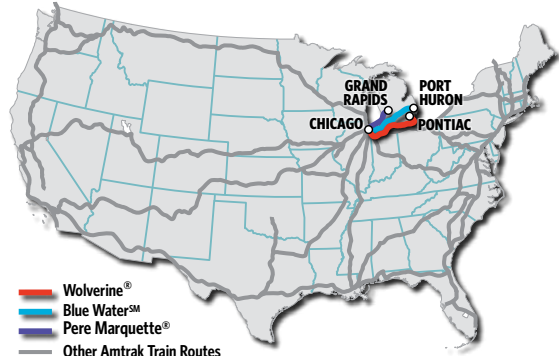 GRAND
RAPIDS
PORT
HURON
CHICAGO
PONTIAC
Wolverine®
Blue Water℠
Pere Marquette®
Other Amtrak Train Routes